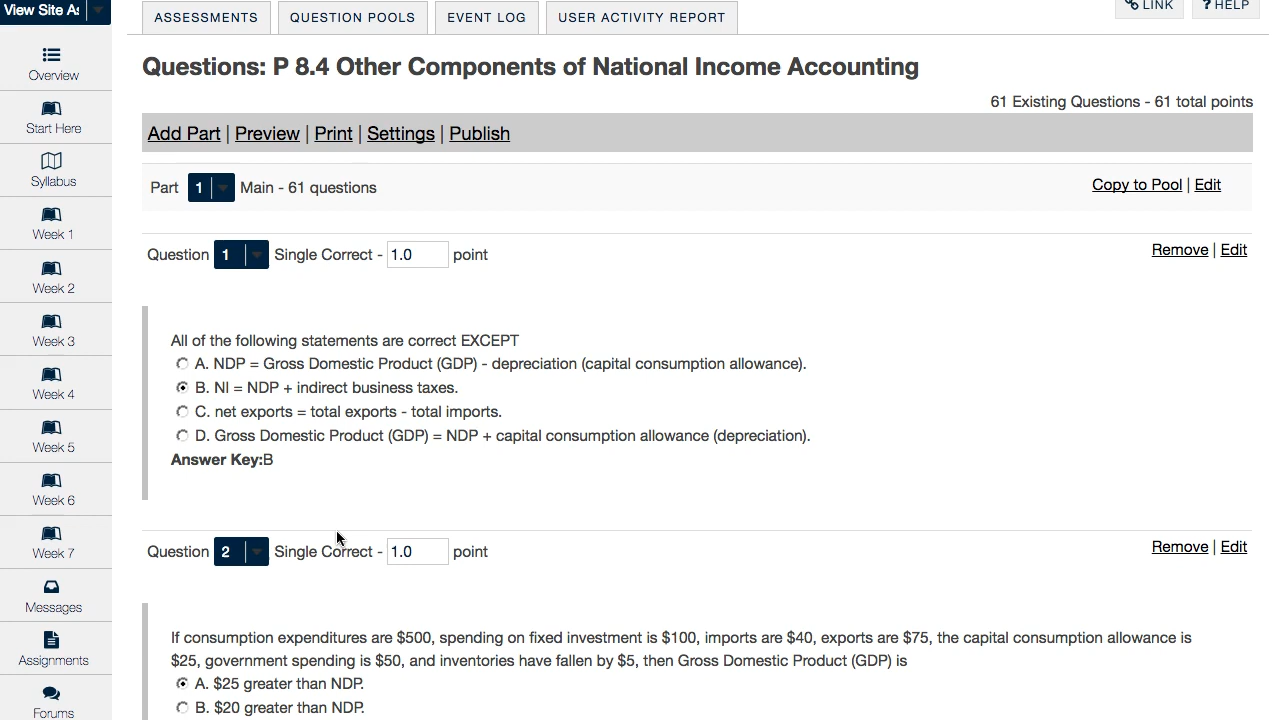 View Site As
ASSESSMENTS
QUESTION POOLS
EVENT LOG
USER ACTIVITY REPORT
LINK
? HELP
Overview
Start Here
Syllabus
Week 1
Week 2
Week 3
Week 4
Week 5
Week 6
Week 7
Messages
Assignments
Forums
Questions: P 8.4 Other Components of National Income Accounting
61 Existing Questions - 61 total points
Add Part | Preview | Print | Settings | Publish
Part 1 Main - 61 questions
Copy to Pool | Edit
Question 1 Single Correct - 1.0 point
Remove | Edit
All of the following statements are correct EXCEPT
A. NDP = Gross Domestic Product (GDP) - depreciation (capital consumption allowance).
B. NI = NDP + indirect business taxes.
C. net exports = total exports - total imports.
D. Gross Domestic Product (GDP) = NDP + capital consumption allowance (depreciation).
Answer Key:B
Question 2 Single Correct - 1.0 point
Remove | Edit
If consumption expenditures are $500, spending on fixed investment is $100, imports are $40, exports are $75, the capital consumption allowance is
$25, government spending is $50, and inventories have fallen by $5, then Gross Domestic Product (GDP) is
A. $25 greater than NDP.
B. $20 greater than NDP.